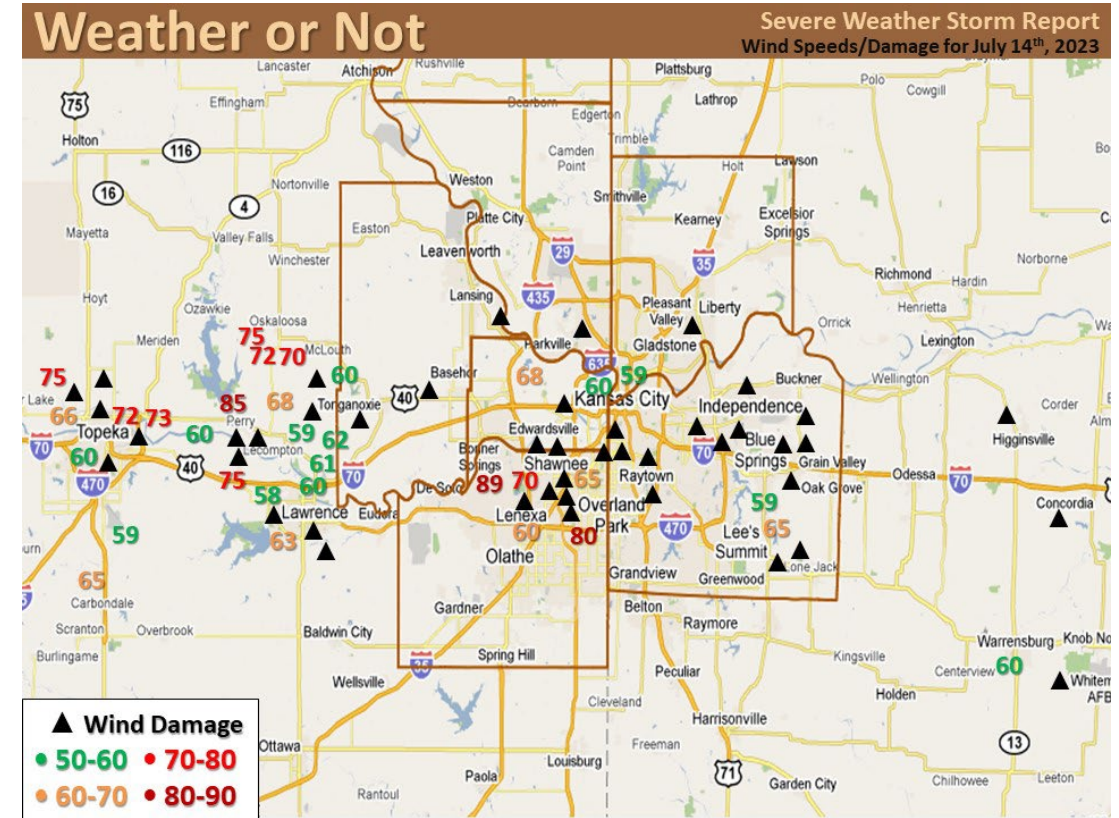 Weather or Not
Severe Weather Storm Report
Wind Speeds/Damage for July 14th, 2023
Lancaster
Atchison
Rushville
Plattsburg
Polo
Cowgill
75
Effingham
Dearborn
Edgerton
Lathrop
Holton
116
Trimble
Camden
Point
Holt
Lawson
16
4
Nortonville
Weston
Smithville
Mayetta
Easton
Platte City
Kearney
Excelsior
Springs
Valley Falls
Winchester
Leavenworth
29
35
Norborne
Richmond
Hardin
Hoyt
Ozawkie
Lansing
435
Pleasant
Valley
Liberty
Henrietta
Oskaloosa
Orrick
Meriden
75
72 70
McLouth
Parkville
Gladstone
Lexington
635
75
60
Basehor
68
60
59
Buckner
Wellington
er Lake
66
72 73
85
68
Tonganoxie
40
Kansas City
Independence
Corder
Topeka
Perry
Edwardsville
Higginsville
70
60
60
59
62
Bonner
Springs
Shawnee
70
Blue
Springs
Grain Valley
Lecompton
61
70
Raytown
Odessa
70
470
40
75
60
89
70
65
Oak Grove
58
De Soto
59
Concordia
Lawrence
Eudora
Lenexa
Overland
Park
470
59
63
60
80
Lee's
Summit
65
Olathe
Lone Jack
65
Grandview
Greenwood
Carbondale
Gardner
Belton
Scranton
Overbrook
Baldwin City
Raymore
Burlingame
35
Spring Hill
Peculiar
Kingsville
Warrensburg
Centerview
60
Knob No
Wellsville
Cleveland
Holden
Whitem
AFB
Harrisonville
Wind Damage
50-60
70-80
60-70
80-90
Ottawa
Freeman
13
Louisburg
71
Paola
Garden City
Chilhowee
Leeton
Rantoul